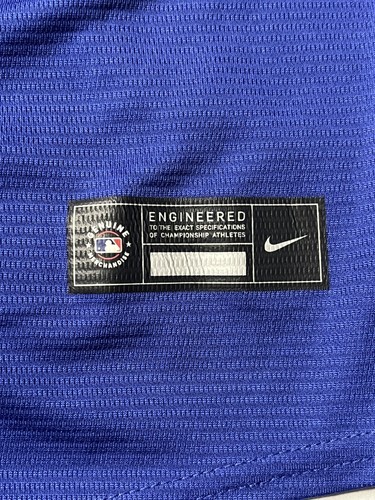 GENUINE
MERCHANDISE
ENGINEERED
TO THE EXACT SPECIFICATIONS
OF CHAMPIONSHIP ATHLETES